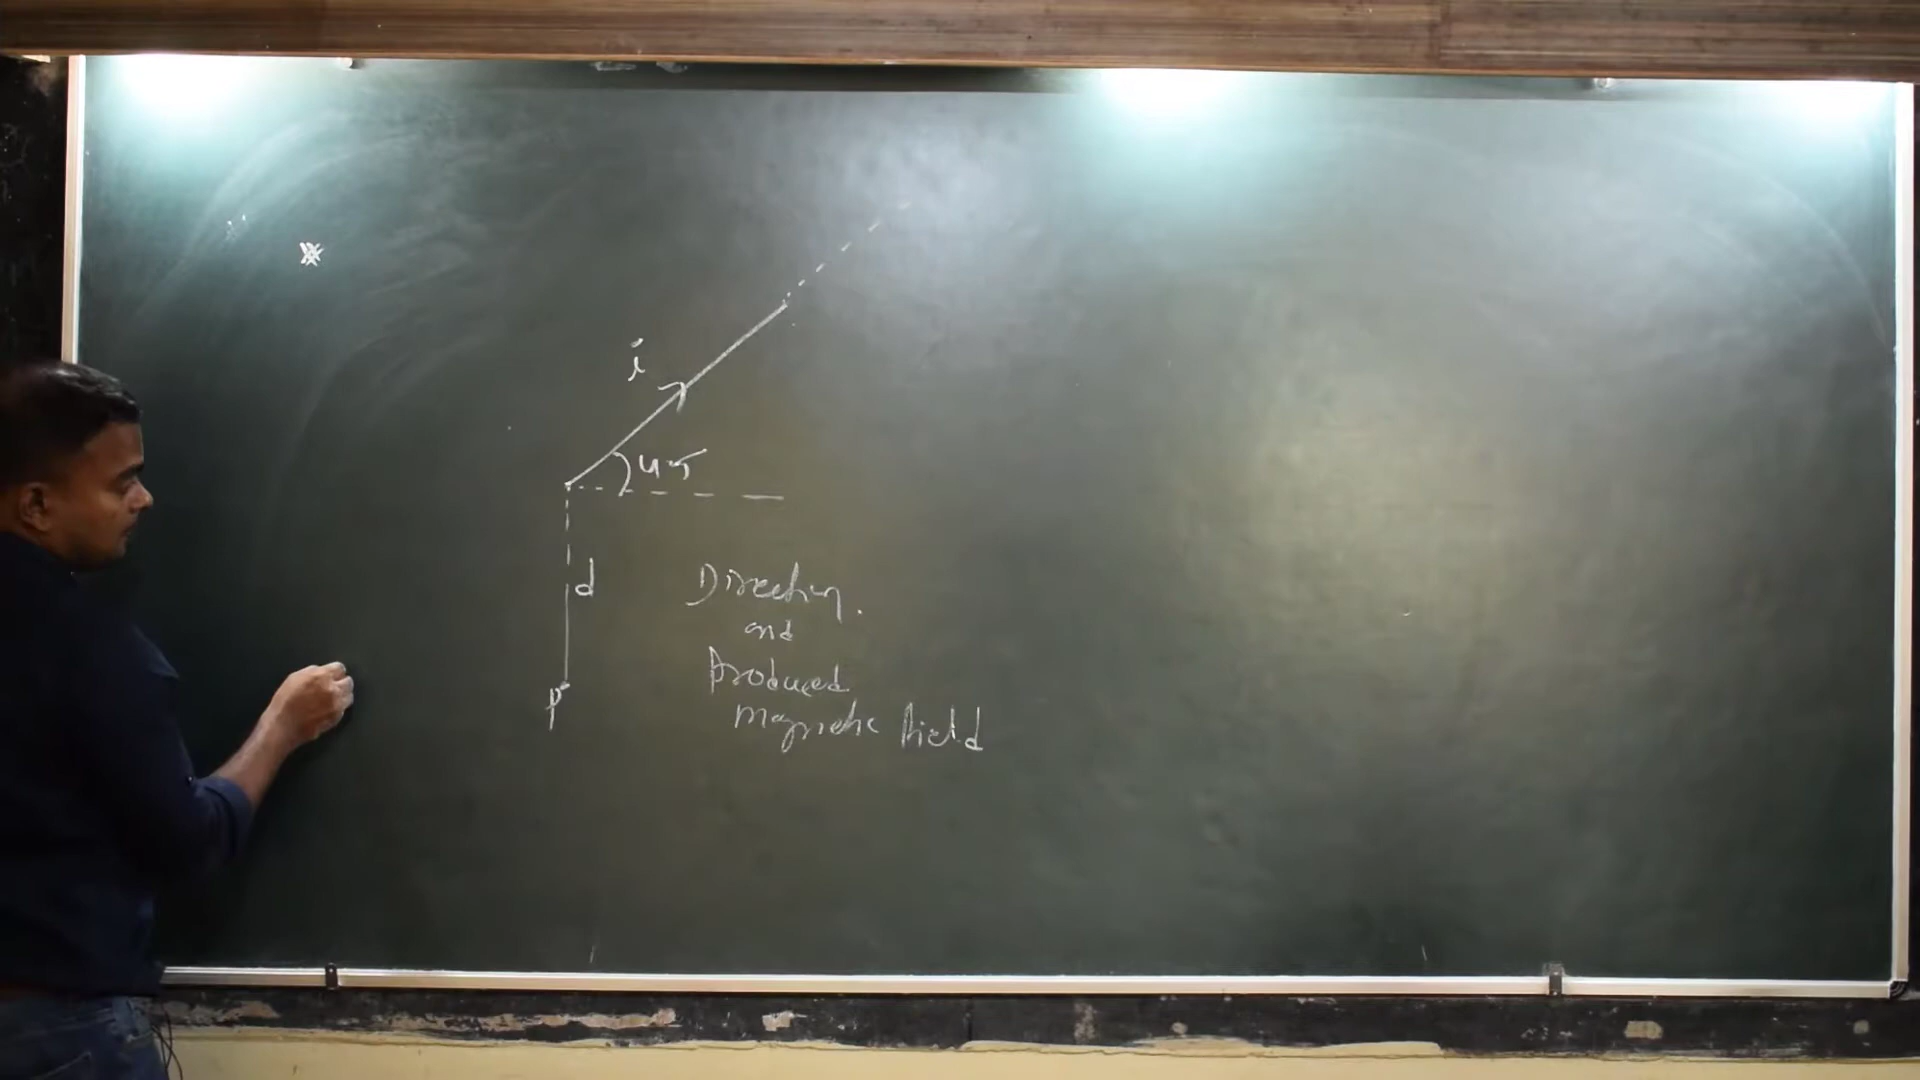 i
45
d
Direction.
and
Produced
magnetic field
P